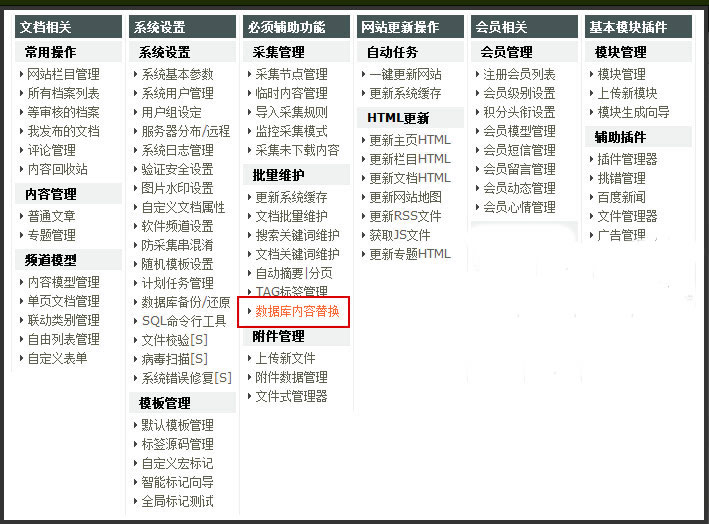 文档相关
常用操作
网站栏目管理
所有档案列表
等审核的档案
我发布的文档
评论管理
内容回收站
内容管理
普通文章
专题管理
频道模型
内容模型管理
单页文档管理
联动类别管理
自由列表管理
自定义表单
系统设置
系统设置
系统基本参数
系统用户管理
用户组设定
服务器分布/远程
系统日志管理
验证安全设置
图片水印设置
自定义文档属性
软件频道设置
防采集串混淆
随机模板设置
计划任务管理
数据库备份/还原
SQL命令行工具
文件校验[S]
病毒扫描[S]
系统错误修复[S]
模板管理
默认模板管理
标签源码管理
自定义宏标记
智能标记向导
全局标记测试
必须辅助功能
采集管理
采集节点管理
临时内容管理
导入采集规则
监控采集模式
采集未下载内容
批量维护
更新系统缓存
文档批量维护
搜索关键词维护
文档关键词维护
自动摘要|分页
TAG标签管理
数据库内容替换
附件管理
上传新文件
附件数据管理
文件式管理器
网站更新操作
自动任务
一键更新网站
更新系统缓存
HTML更新
更新主页HTML
更新栏目HTML
更新文档HTML
更新网站地图
更新RSS文件
获取JS文件
更新专题HTML
会员相关
会员管理
注册会员列表
会员级别设置
积分头衔设置
会员模型管理
会员短信管理
会员留言管理
会员动态管理
会员心情管理
基本模块插件
模块管理
模块管理
上传新模块
模块生成向导
辅助插件
插件管理器
挑错管理
百度新闻
文件管理器
广告管理